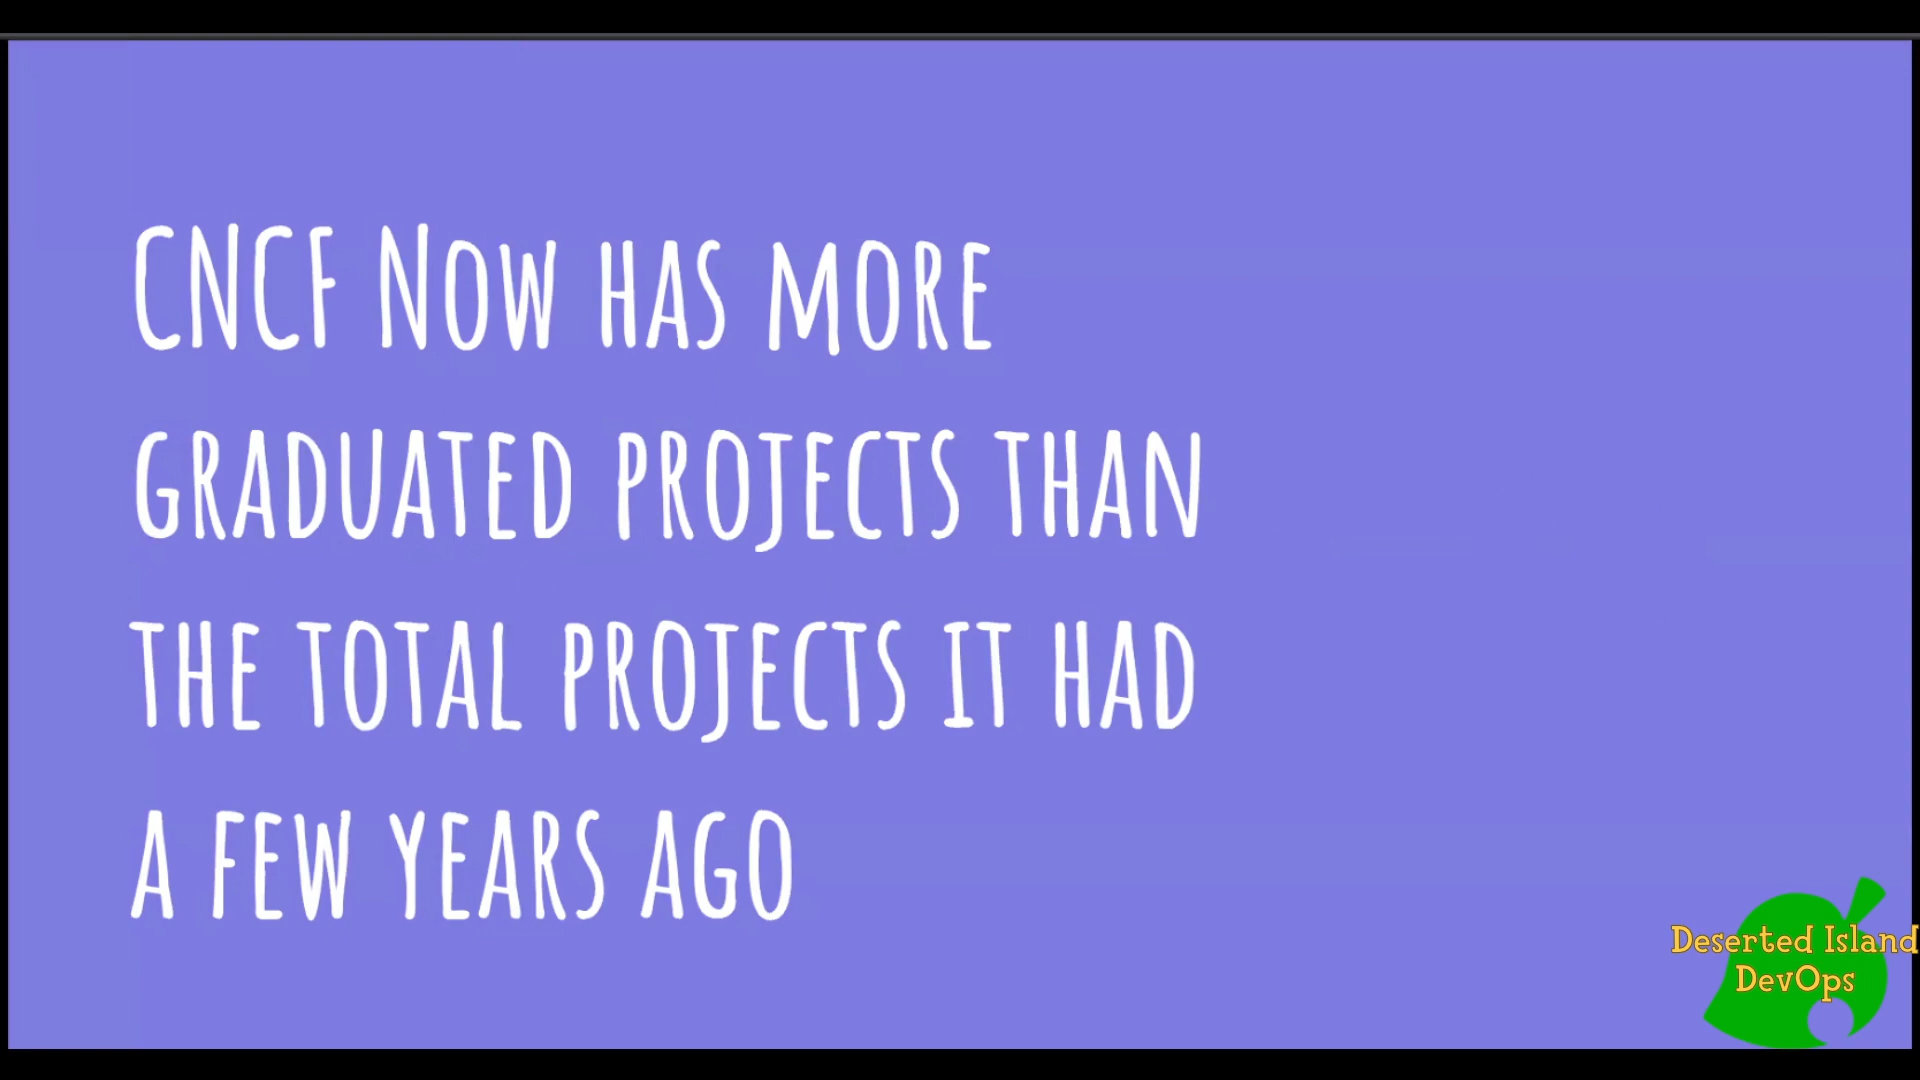 CNCF Now has more
graduated projects than
the total projects it had
a few years ago
Deserted Island
DevOps